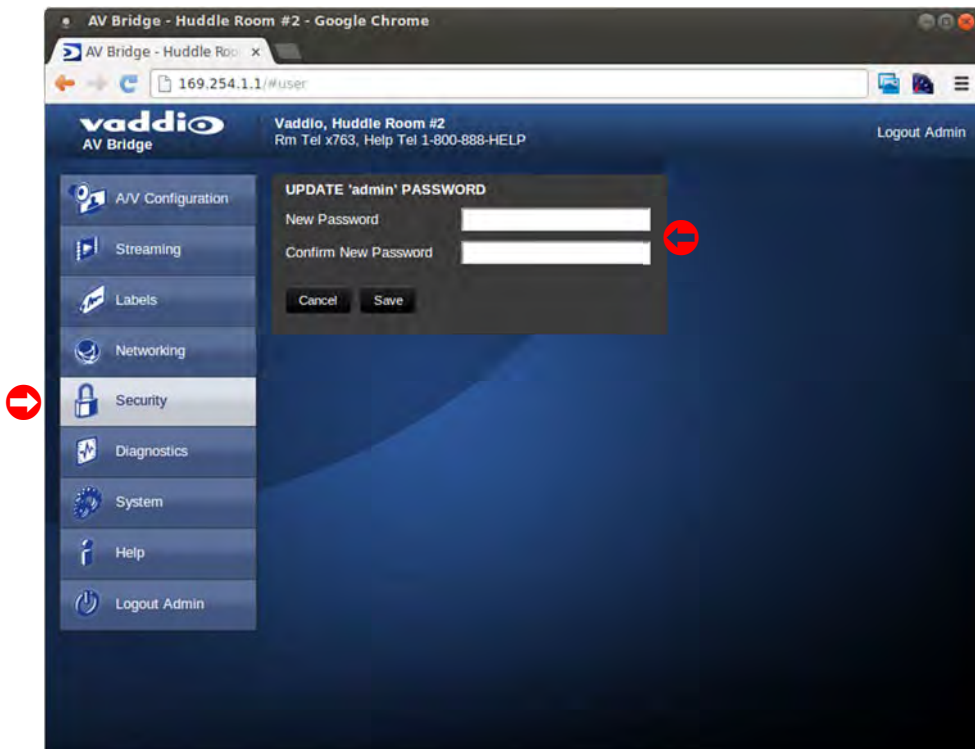 AV Bridge - Huddle Room #2 - Google Chrome
AV Bridge - Huddle Roo
169.254.1.1/#user
vaddio
AV Bridge
Vaddio, Huddle Room #2
Rm Tel x763, Help Tel 1-800-888-HELP
Logout Admin
A/V Configuration
Streaming
Labels
Networking
Security
Diagnostics
System
Help
Logout Admin
UPDATE 'admin' PASSWORD
New Password
Confirm New Password
Cancel Save